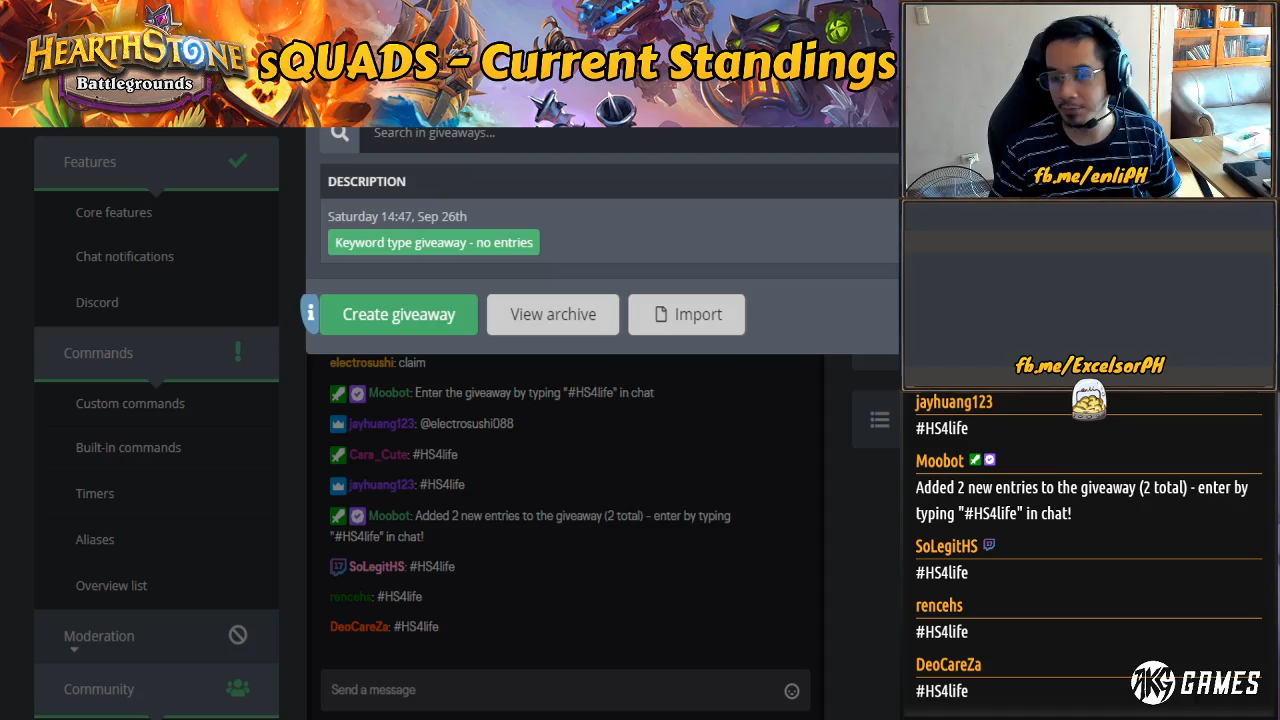 HEARTHSTONE
Battlegrounds
sQUADS - Current Standings
Features
Core features
Chat notifications
Discord
Commands
Custom commands
Built-in commands
Timers
Aliases
Overview list
Moderation
Community
Search in giveaways...
DESCRIPTION
Saturday 14:47, Sep 26th
Keyword type giveaway - no entries
Create giveaway
View archive
Import
electrosushi: claim
Moobot: Enter the giveaway by typing "#HS4life" in chat
jayhuang123: @electrosushi088
Cara_Cute: #HS4life
jayhuang123: #HS4life
Moobot: Added 2 new entries to the giveaway (2 total) - enter by typing
"#HS4life" in chat!
SoLegitHS: #HS4life
rencehs: #HS4life
DeoCareZa: #HS4life
Send a message
fb.me/enliPH
fb.me/ExcelsorPH
jayhuang123
#HS4life
Moobot
Added 2 new entries to the giveaway (2 total) - enter by
typing "#HS4life" in chat!
SoLegitHS
#HS4life
rencehs
#HS4life
DeoCareZa
#HS4life
AKG GAMES